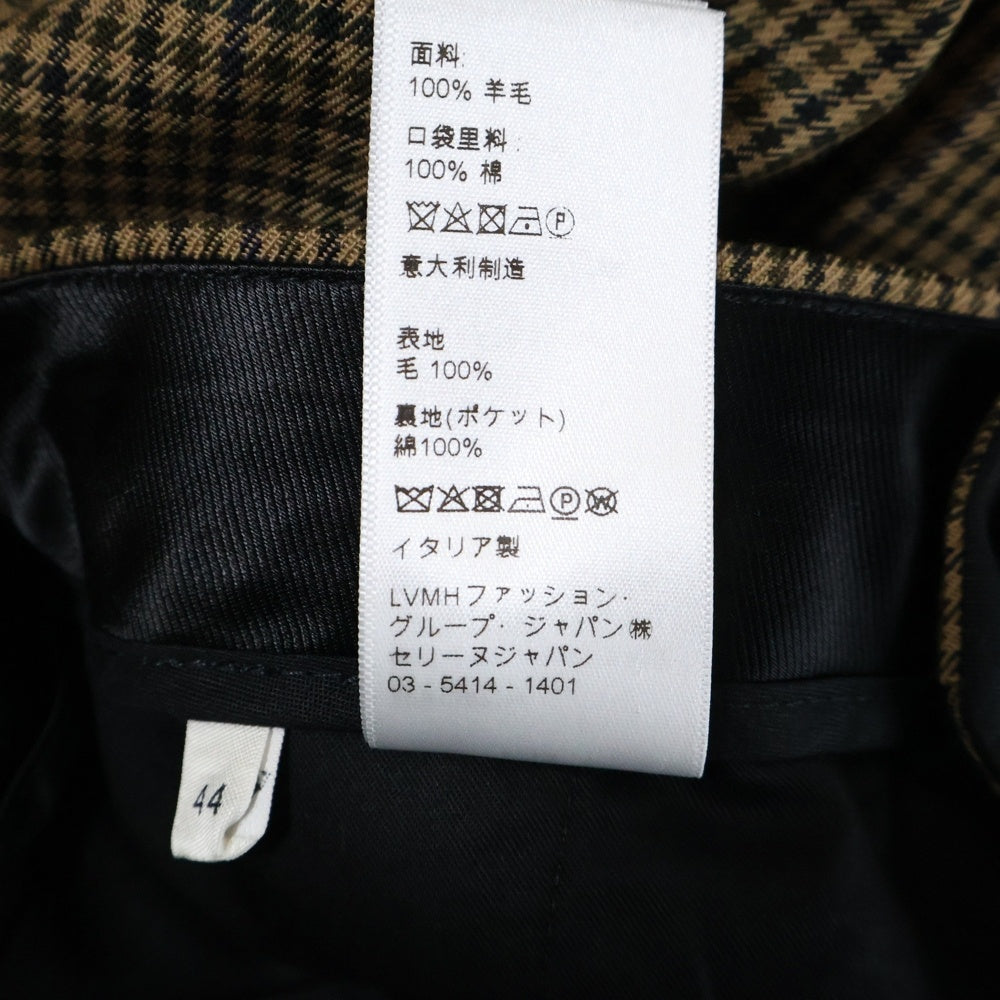 面料:
100% 羊毛
口袋里料:
100% 棉
P
意大利制造
表地
毛 100%
裏地(ポケット)
綿100%
P W
イタリア製
LVMHファッション・
グループ・ ジャパン㈱
セリーヌジャパン
03 - 5414 - 1401
44